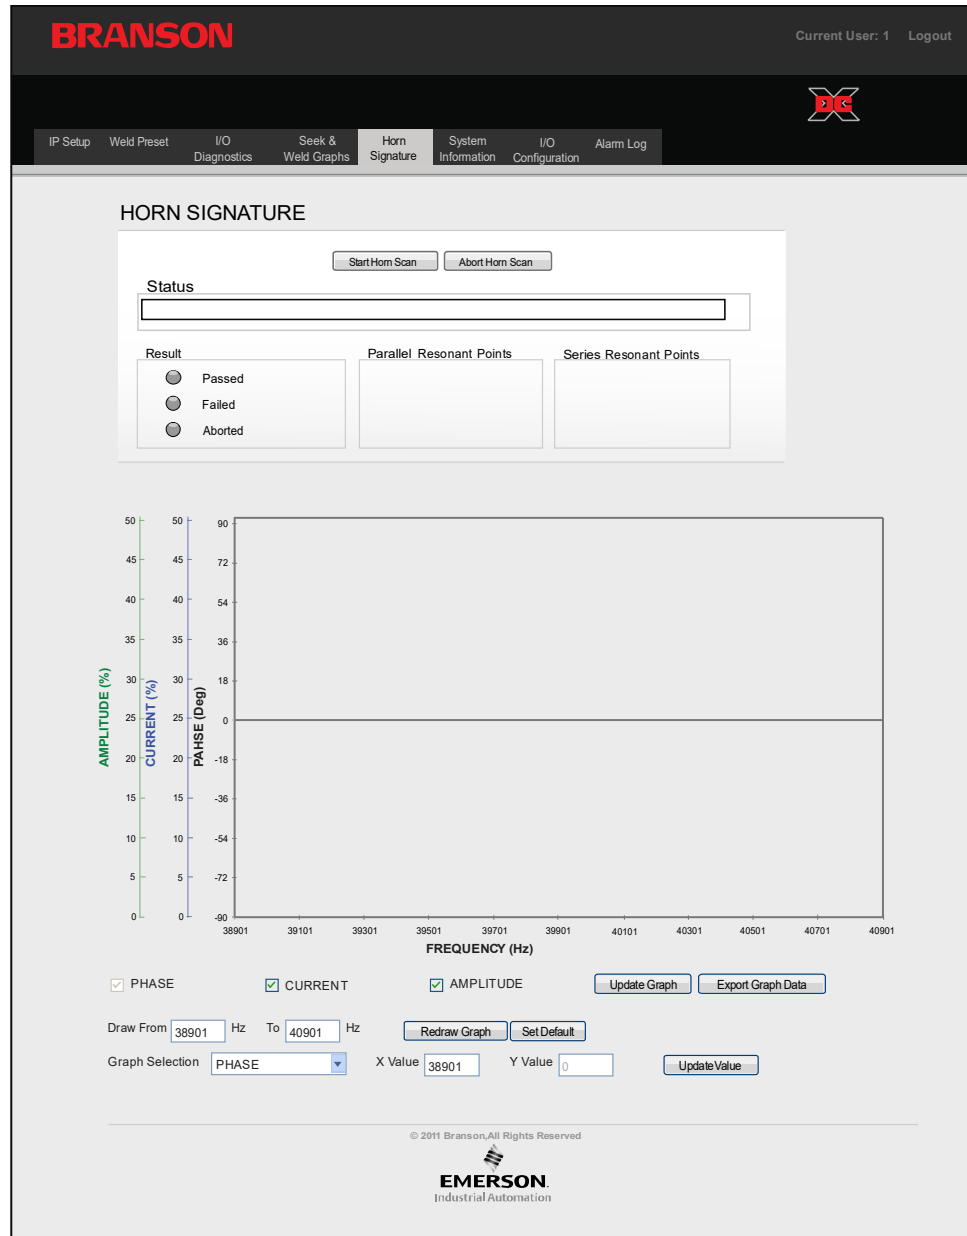 BRANSON
Current User: 1 Logout
DC
IP Setup Weld Preset I/O Diagnostics Seek & Weld Graphs Horn Signature System Information I/O Configuration Alarm Log
HORN SIGNATURE
Start Horn Scan Abort Horn Scan
Status
Result Parallel Resonant Points Series Resonant Points
Passed
Failed
Aborted
50 50 90
45 45 72
40 40 54
35 35 36
30 30 18
25 25 0
20 20 -18
15 15 -36
10 10 -54
5 5 -72
0 0 -90
AMPLITUDE (%)
CURRENT (%)
PAHSE (Deg)
38901 39101 39301 39501 39701 39901 40101 40301 40501 40701 40901
FREQUENCY (Hz)
PHASE CURRENT AMPLITUDE Update Graph Export Graph Data
Draw From 38901 Hz To 40901 Hz Redraw Graph Set Default
Graph Selection PHASE X Value 38901 Y Value 0 Update Value
© 2011 Branson,All Rights Reserved
EMERSON.
Industrial Automation